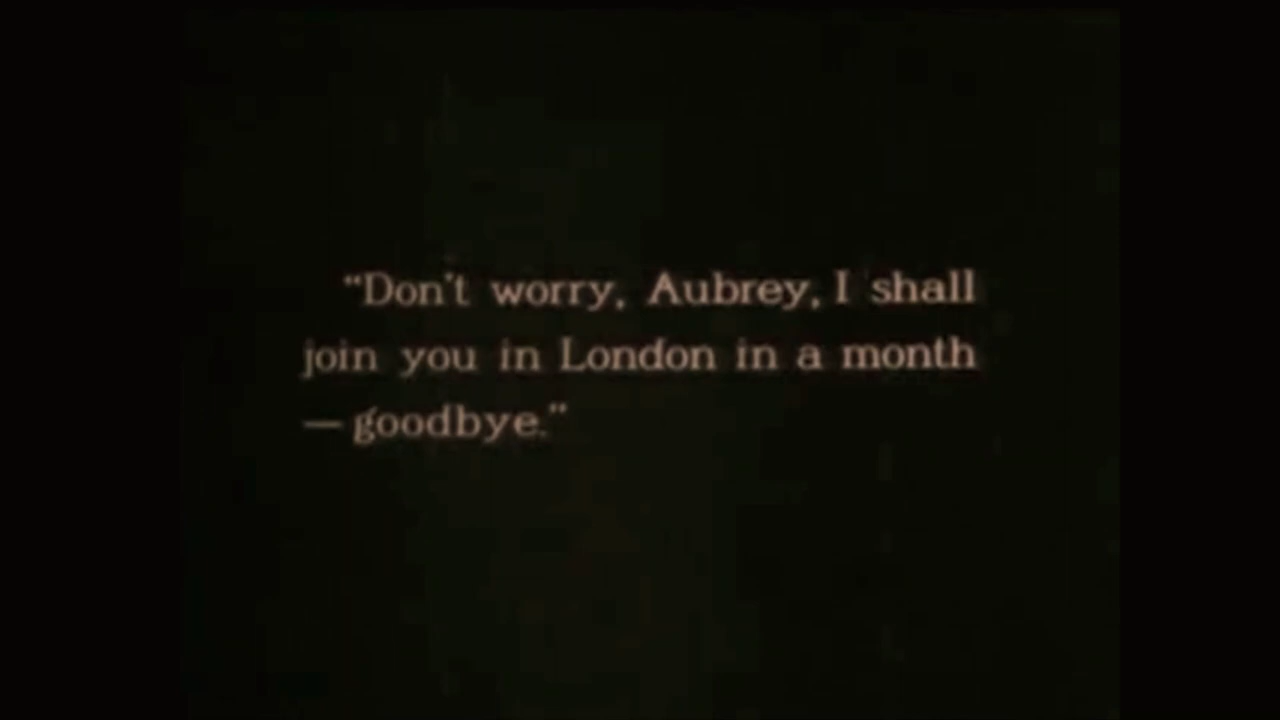 “Don't worry, Aubrey, I shall
join you in London in a month
— goodbye.”